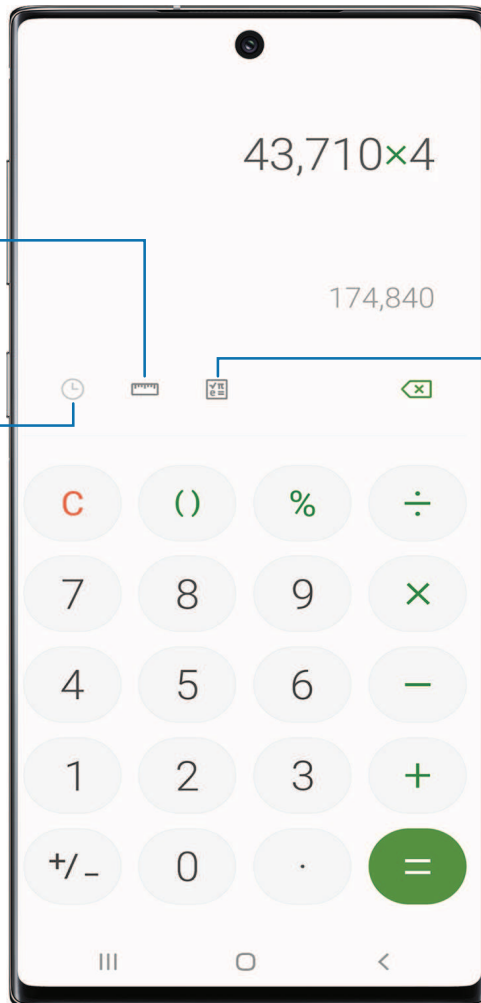 43,710×4
174,840
√π
e=
C () % ÷
7 8 9 ×
4 5 6 −
1 2 3 +
+/− 0 . =